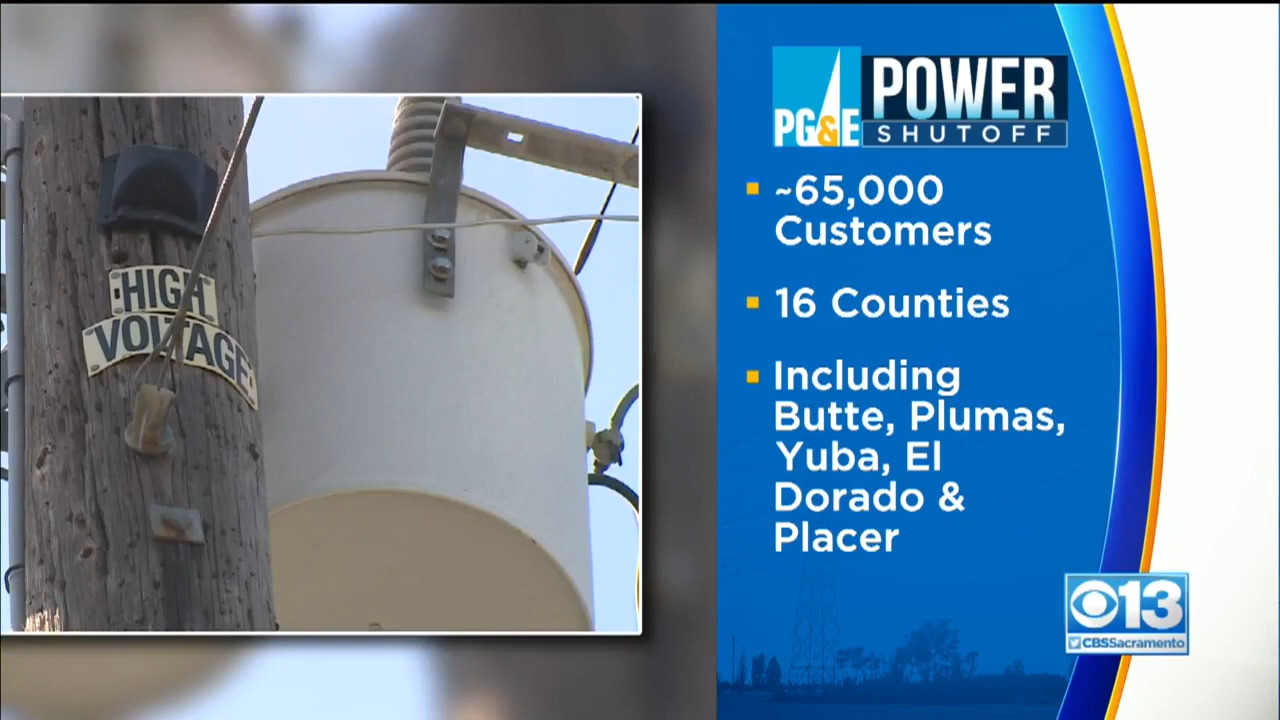 HIGH
VOLTAGE
PG&E
POWER
SHUTOFF
~65,000
Customers
16 Counties
Including
Butte, Plumas,
Yuba, El
Dorado &
Placer
13
CBSSacramento